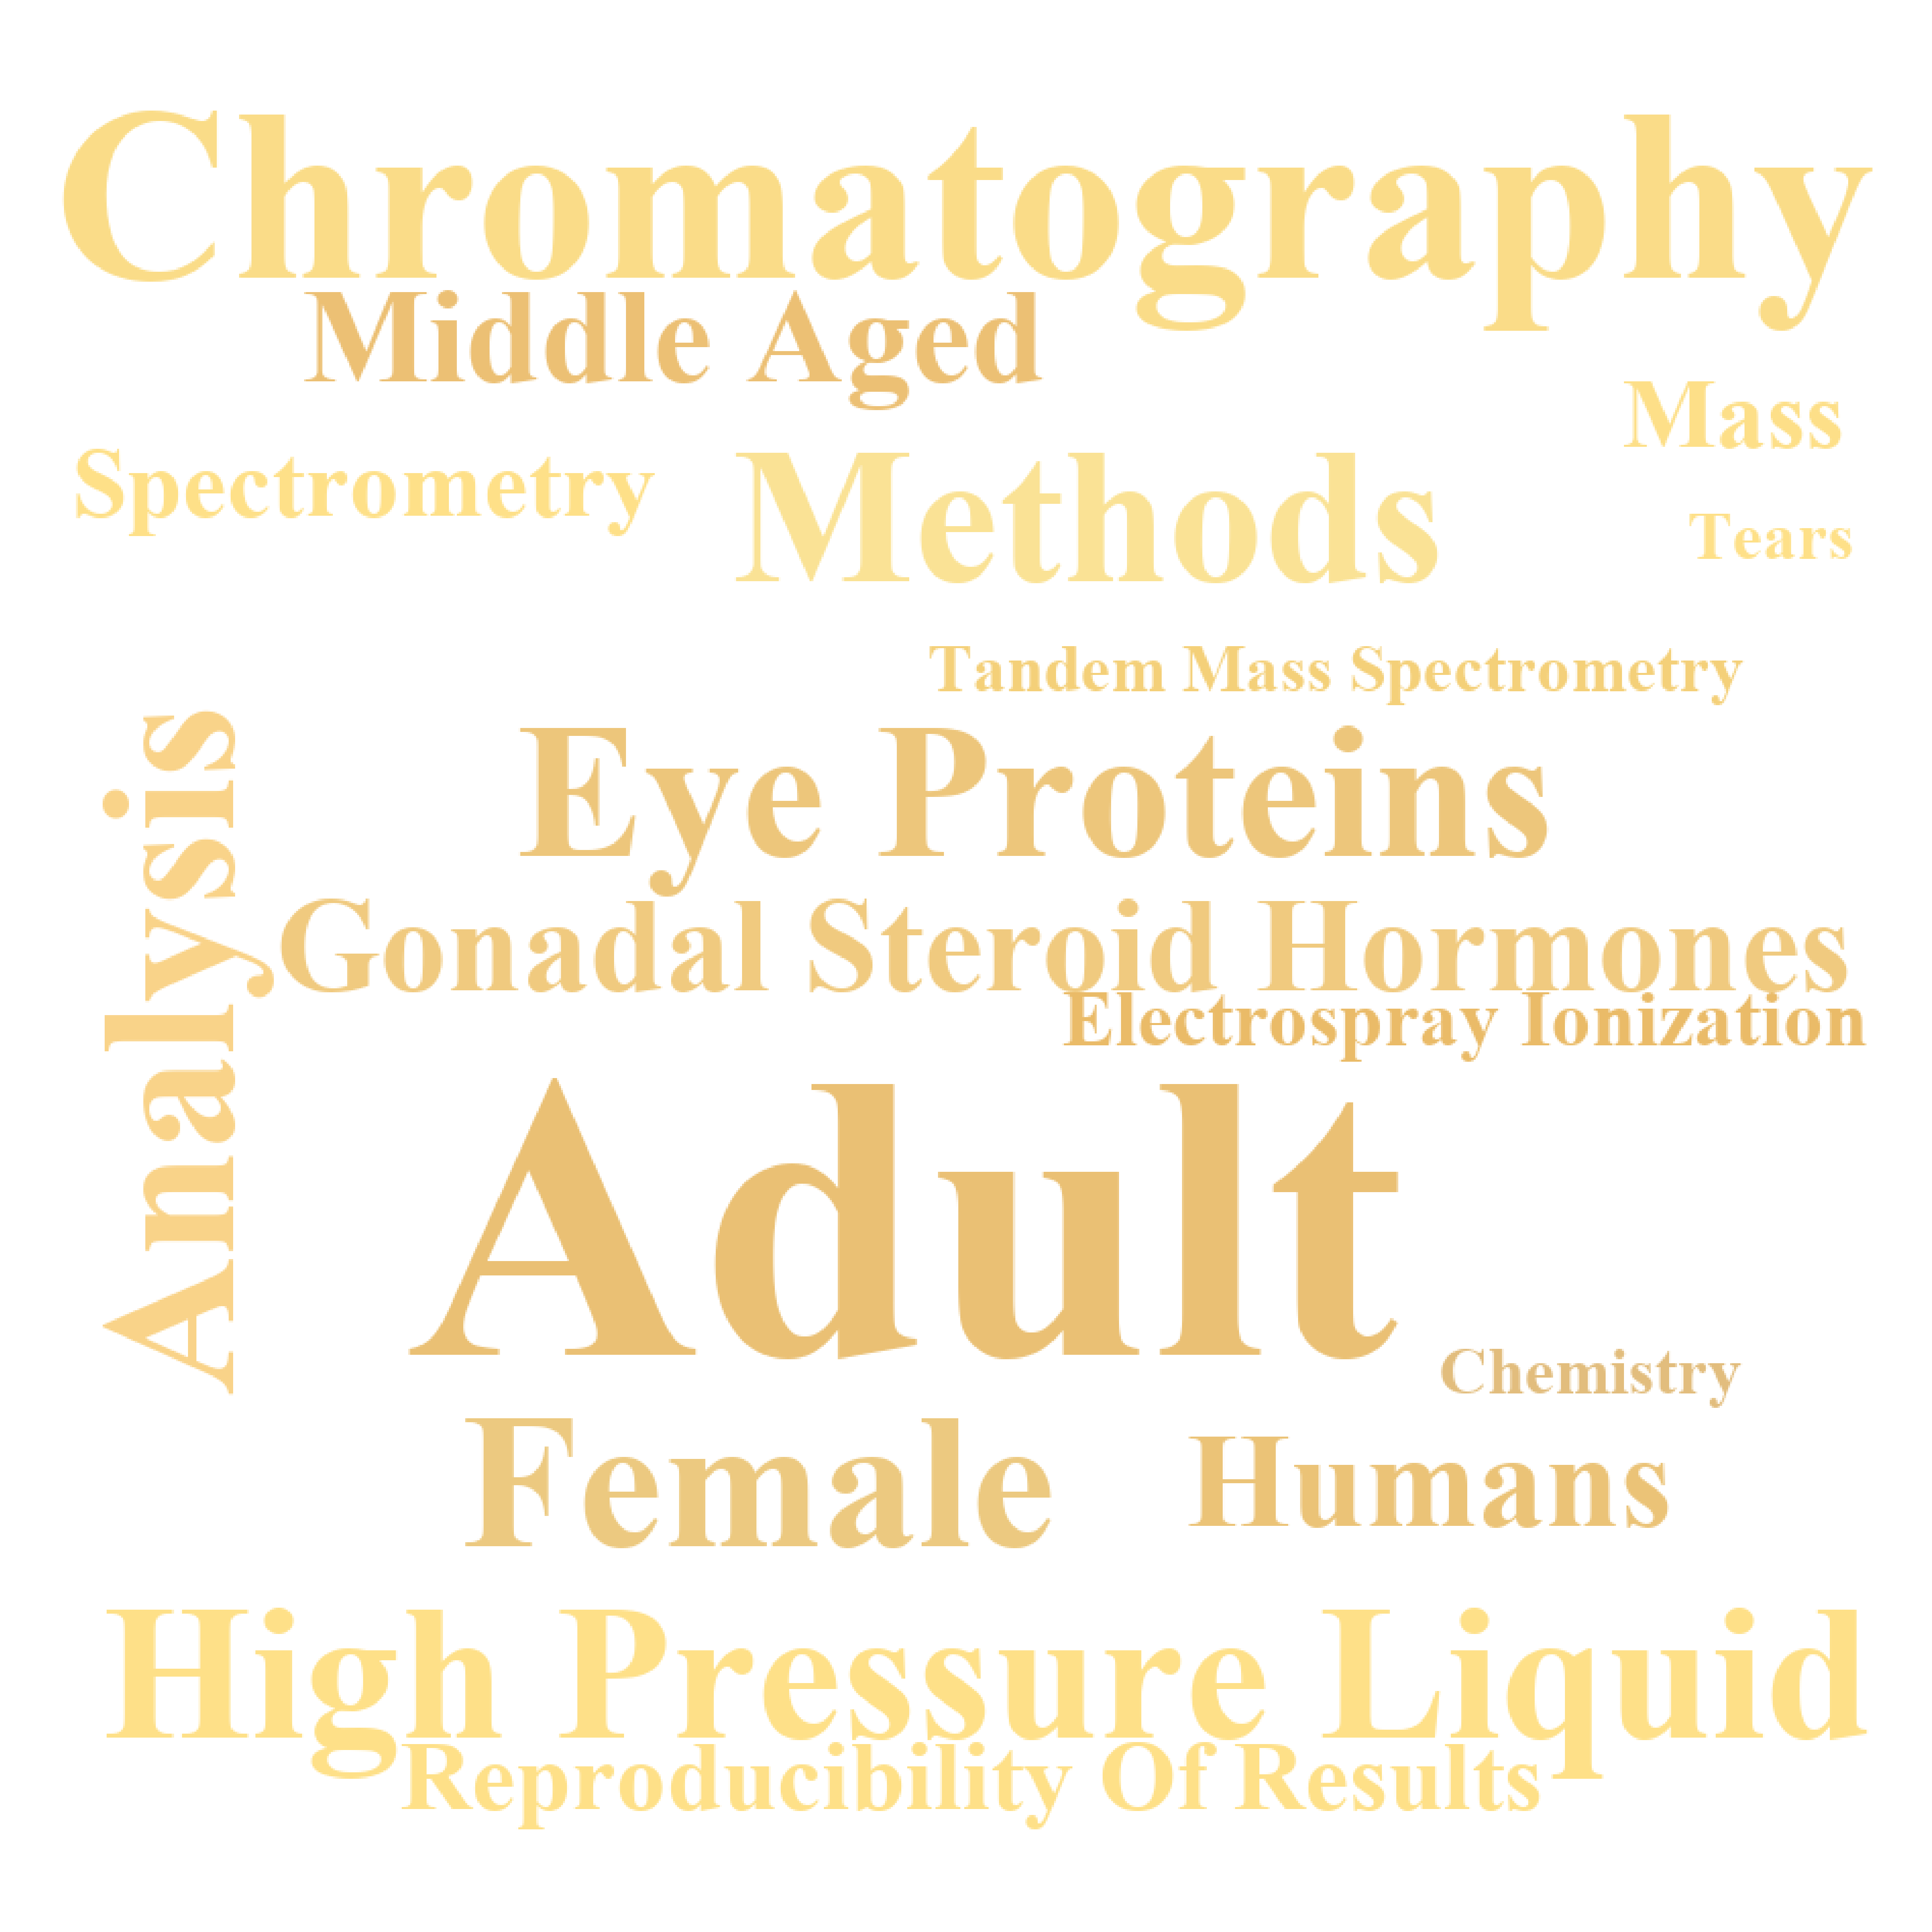 Chromatography
Middle Aged
Mass
Spectrometry
Methods
Tears
Tandem Mass Spectrometry
Eye Proteins
Analysis
Gonadal Steroid Hormones
Electrospray Ionization
Adult
Chemistry
Female
Humans
High Pressure Liquid
Reproducibility Of Results